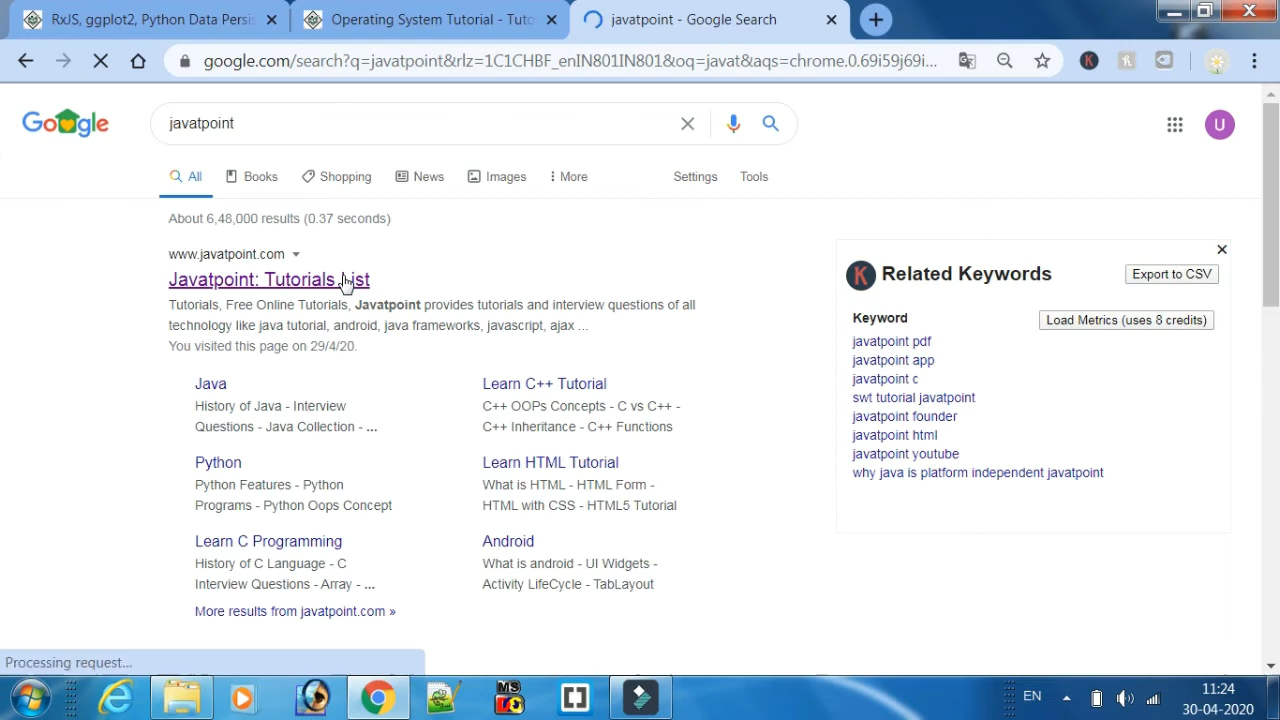 RxJS, ggplot2, Python Data Persis
Operating System Tutorial - Tuto
javatpoint - Google Search
google.com/search?q=javatpoint&rlz=1C1CHBF_enIN801IN801&oq=javat&aqs=chrome.0.69i59j69i...
K
Google
javatpoint
U
All
Books
Shopping
News
Images
More
Settings
Tools
About 6,48,000 results (0.37 seconds)
www.javatpoint.com
Javatpoint: Tutorials List
Tutorials, Free Online Tutorials, Javatpoint provides tutorials and interview questions of all
technology like java tutorial, android, java frameworks, javascript, ajax ...
You visited this page on 29/4/20.
Java
History of Java - Interview
Questions - Java Collection - ...
Learn C++ Tutorial
C++ OOPs Concepts - C vs C++ -
C++ Inheritance - C++ Functions
Python
Python Features - Python
Programs - Python Oops Concept
Learn HTML Tutorial
What is HTML - HTML Form -
HTML with CSS - HTML5 Tutorial
Learn C Programming
History of C Language - C
Interview Questions - Array - ...
Android
What is android - UI Widgets -
Activity LifeCycle - TabLayout
More results from javatpoint.com »
K
Related Keywords
Export to CSV
Keyword
Load Metrics (uses 8 credits)
javatpoint pdf
javatpoint app
javatpoint c
swt tutorial javatpoint
javatpoint founder
javatpoint html
javatpoint youtube
why java is platform independent javatpoint
Processing request...
MS
EN
11:24
30-04-2020